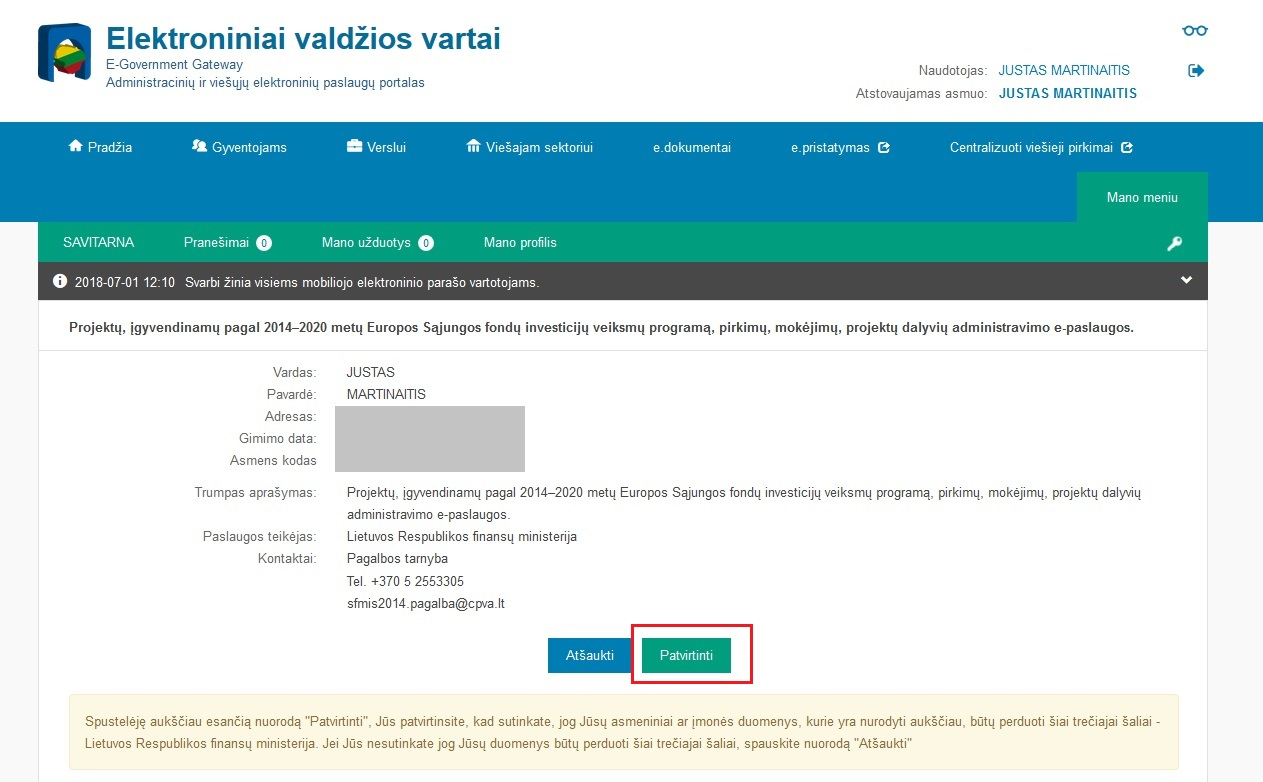 Elektroniniai valdžios vartai
E-Government Gateway
Administracinių ir viešųjų elektroninių paslaugų portalas
Naudotojas: JUSTAS MARTINAITIS
Atstovaujamas asmuo: JUSTAS MARTINAITIS
Pradžia Gyventojams Verslui Viešajam sektoriui e.dokumentai e.pristatymas Centralizuoti viešieji pirkimai
Mano meniu
SAVITARNA Pranešimai 0 Mano užduotys 0 Mano profilis
2018-07-01 12:10 Svarbi žinia visiems mobiliojo elektroninio parašo vartotojams.
Projektų, įgyvendinamų pagal 2014–2020 metų Europos Sąjungos fondų investicijų veiksmų programą, pirkimų, mokėjimų, projektų dalyvių administravimo e-paslaugos.
Vardas: JUSTAS
Pavardė: MARTINAITIS
Adresas:
Gimimo data:
Asmens kodas
Trumpas aprašymas: Projektų, įgyvendinamų pagal 2014–2020 metų Europos Sąjungos fondų investicijų veiksmų programą, pirkimų, mokėjimų, projektų dalyvių
administravimo e-paslaugos.
Paslaugos teikėjas: Lietuvos Respublikos finansų ministerija
Kontaktai: Pagalbos tarnyba
Tel. +370 5 2553305
sfmis2014.pagalba@cpva.lt
Atšaukti Patvirtinti
Spustelėję aukščiau esančią nuorodą "Patvirtinti", Jūs patvirtinsite, kad sutinkate, jog Jūsų asmeniniai ar įmonės duomenys, kurie yra nurodyti aukščiau, būtų perduoti šiai trečiajai šaliai -
Lietuvos Respublikos finansų ministerija. Jei Jūs nesutinkate jog Jūsų duomenys būtų perduoti šiai trečiajai šaliai, spauskite nuorodą "Atšaukti"